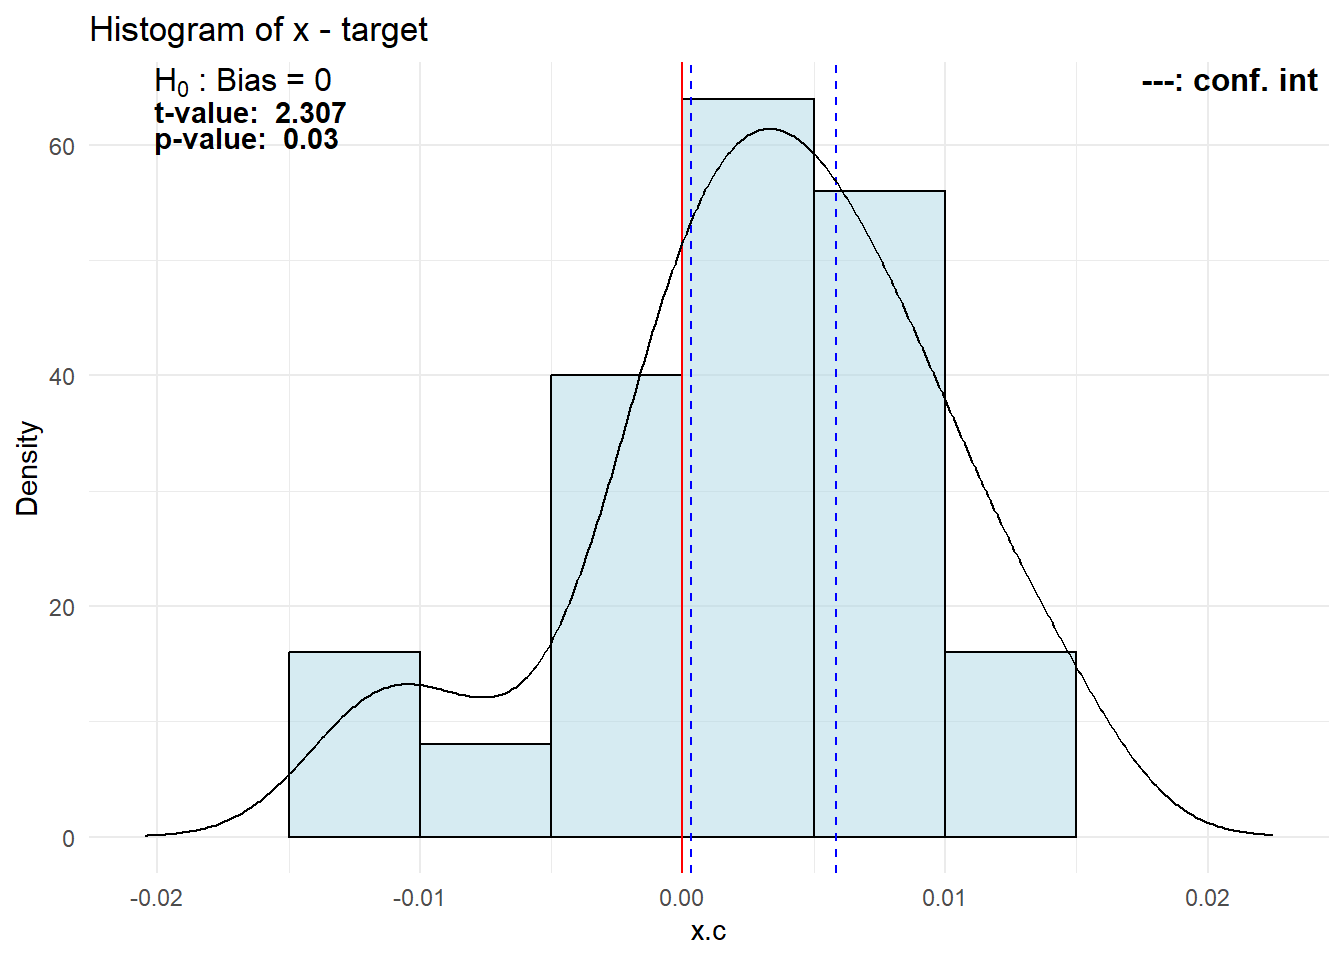 Histogram of x - target
H₀ : Bias = 0
t-value: 2.307
p-value: 0.03
---: conf. int
60
40
20
0
Density
-0.02
-0.01
0.00
0.01
0.02
x.c